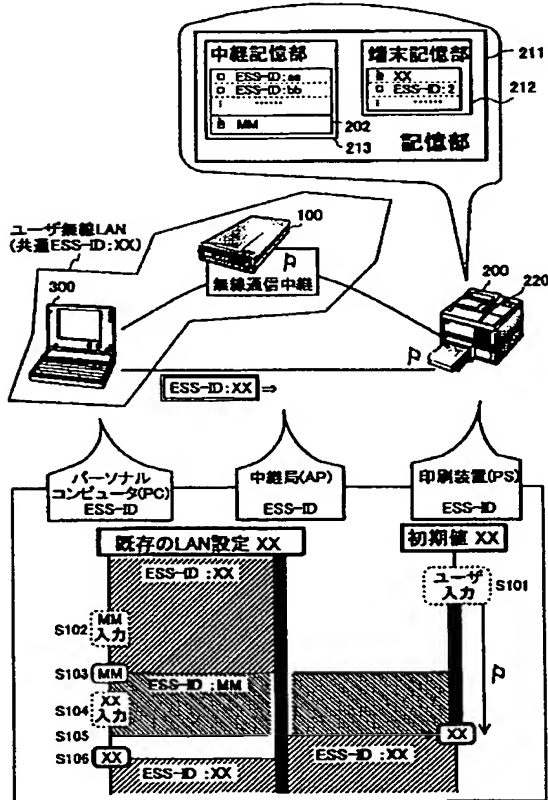 中継記憶部
端末記憶部
211
ESS-ID:aa
XX
ESS-ID:bb
ESS-ID:2
212
MM
202
記憶部
213
ユーザ無線LAN
(共通ESS-ID:XX)
100
300
無線通信中継
200
220
ESS-ID:XX ⇒
パーソナル
コンピュータ(PC)
ESS-ID
中継局(AP)
ESS-ID
印刷装置(PS)
ESS-ID
既存のLAN設定 XX
初期値 XX
ESS-ID :XX
ユーザ
入力
S101
S102
MM
入力
S103
MM
ESS-ID :MM
S104
XX
入力
S105
XX
S106
XX
ESS-ID :XX
ESS-ID :XX